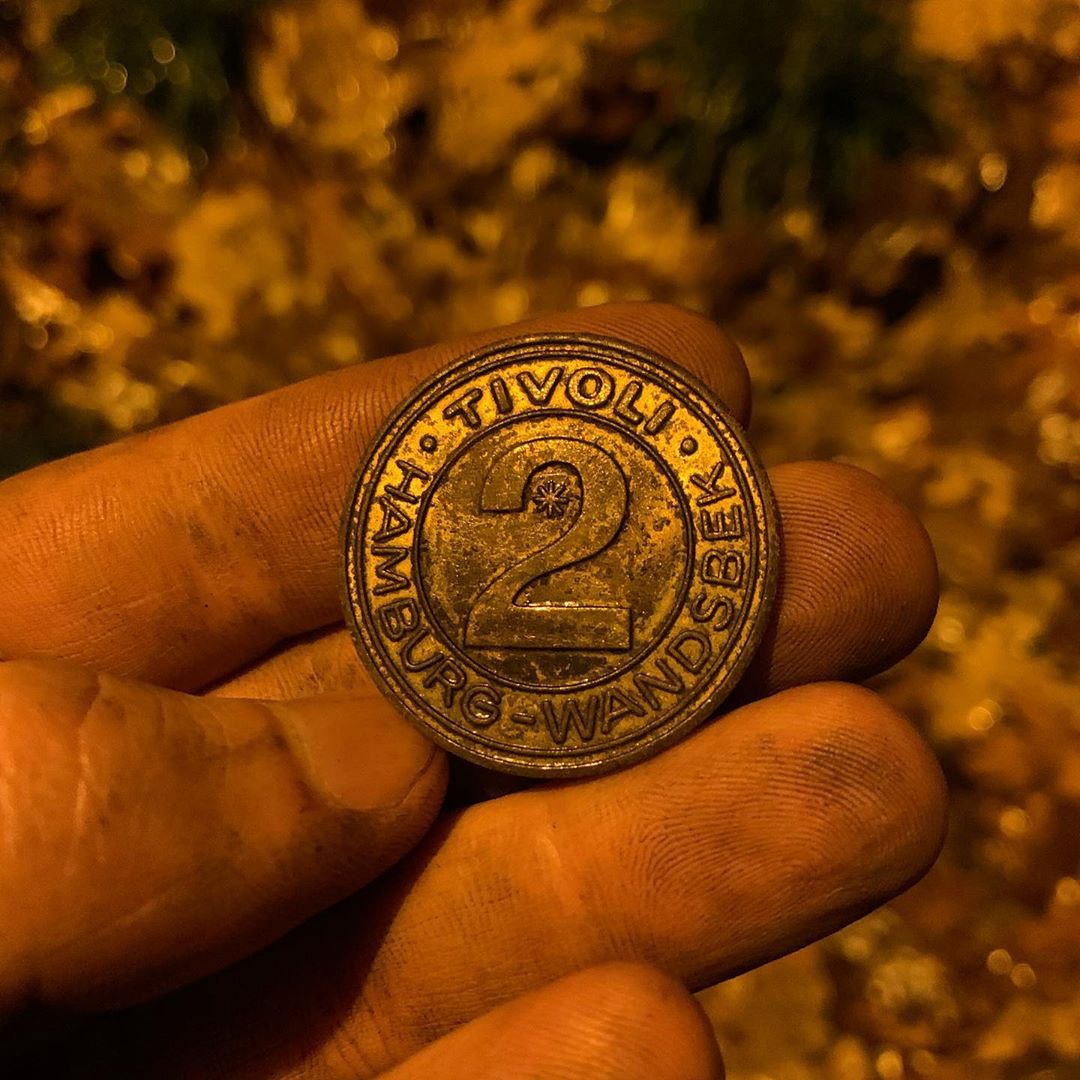 · TIVOLI ·
HAMBURG-WANDSBEK
2